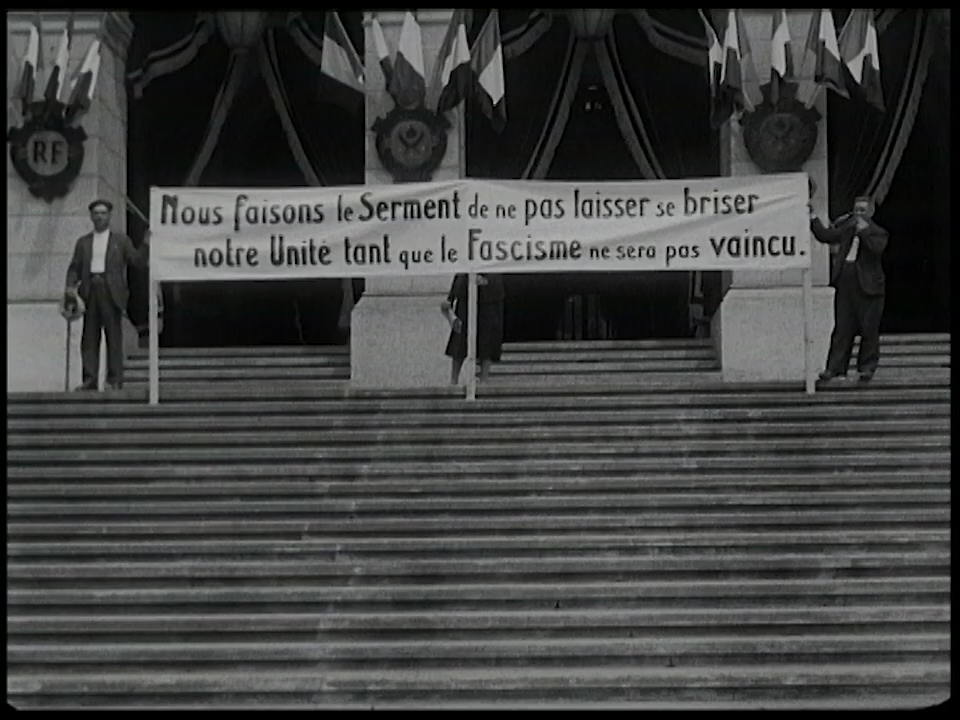 RF
Nous faisons le Serment de ne pas laisser se briser
notre Unité tant que le Fascisme ne sera pas vaincu.